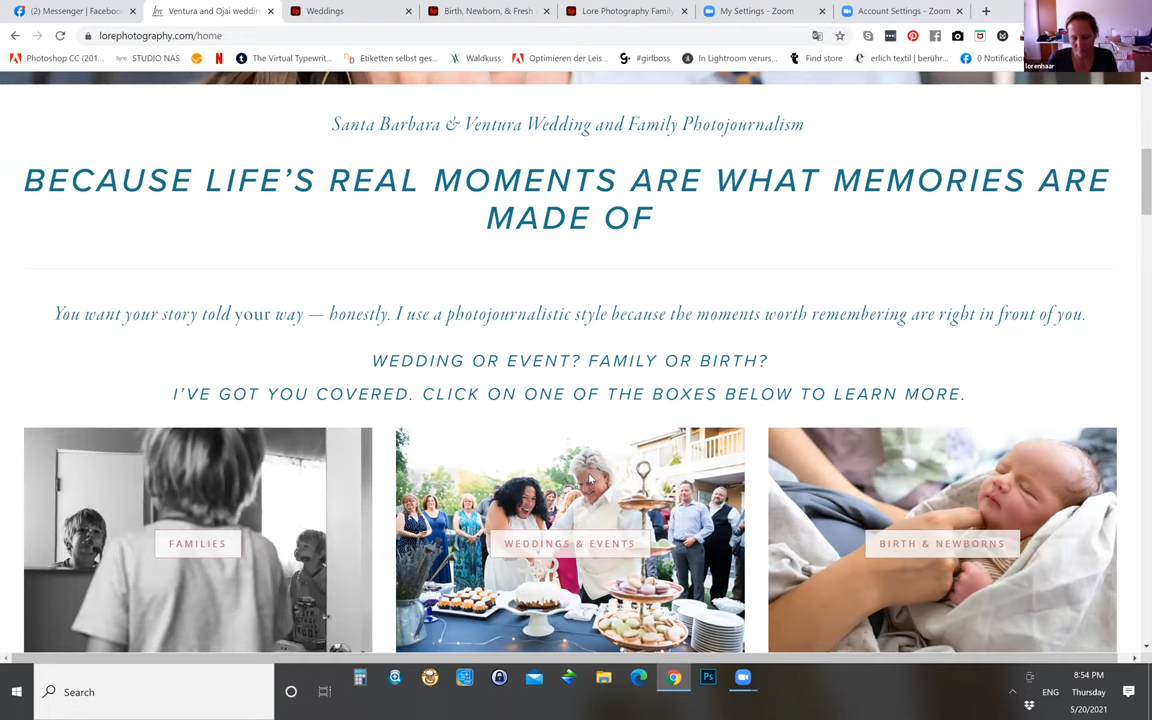 (2) Messenger | Facebook
Ventura and Ojai weddin
Weddings
Birth, Newborn, & Fresh
Lore Photography Family
My Settings - Zoom
Account Settings - Zoom
lorephotography.com/home
Photoshop CC (201...
STUDIO NAS
The Virtual Typewrit...
Etiketten selbst ges...
Waldkuss
Optimieren der Leis...
#girlboss
In Lightroom verurs...
Find store
erlich textil | berühr...
0 Notificatio
lorenhaar
Santa Barbara & Ventura Wedding and Family Photojournalism
BECAUSE LIFE'S REAL MOMENTS ARE WHAT MEMORIES ARE
MADE OF
You want your story told your way — honestly. I use a photojournalistic style because the moments worth remembering are right in front of you.
WEDDING OR EVENT? FAMILY OR BIRTH?
I'VE GOT YOU COVERED. CLICK ON ONE OF THE BOXES BELOW TO LEARN MORE.
FAMILIES
WEDDINGS & EVENTS
BIRTH & NEWBORNS
Search
Ps
ENG
8:54 PM
Thursday
5/20/2021